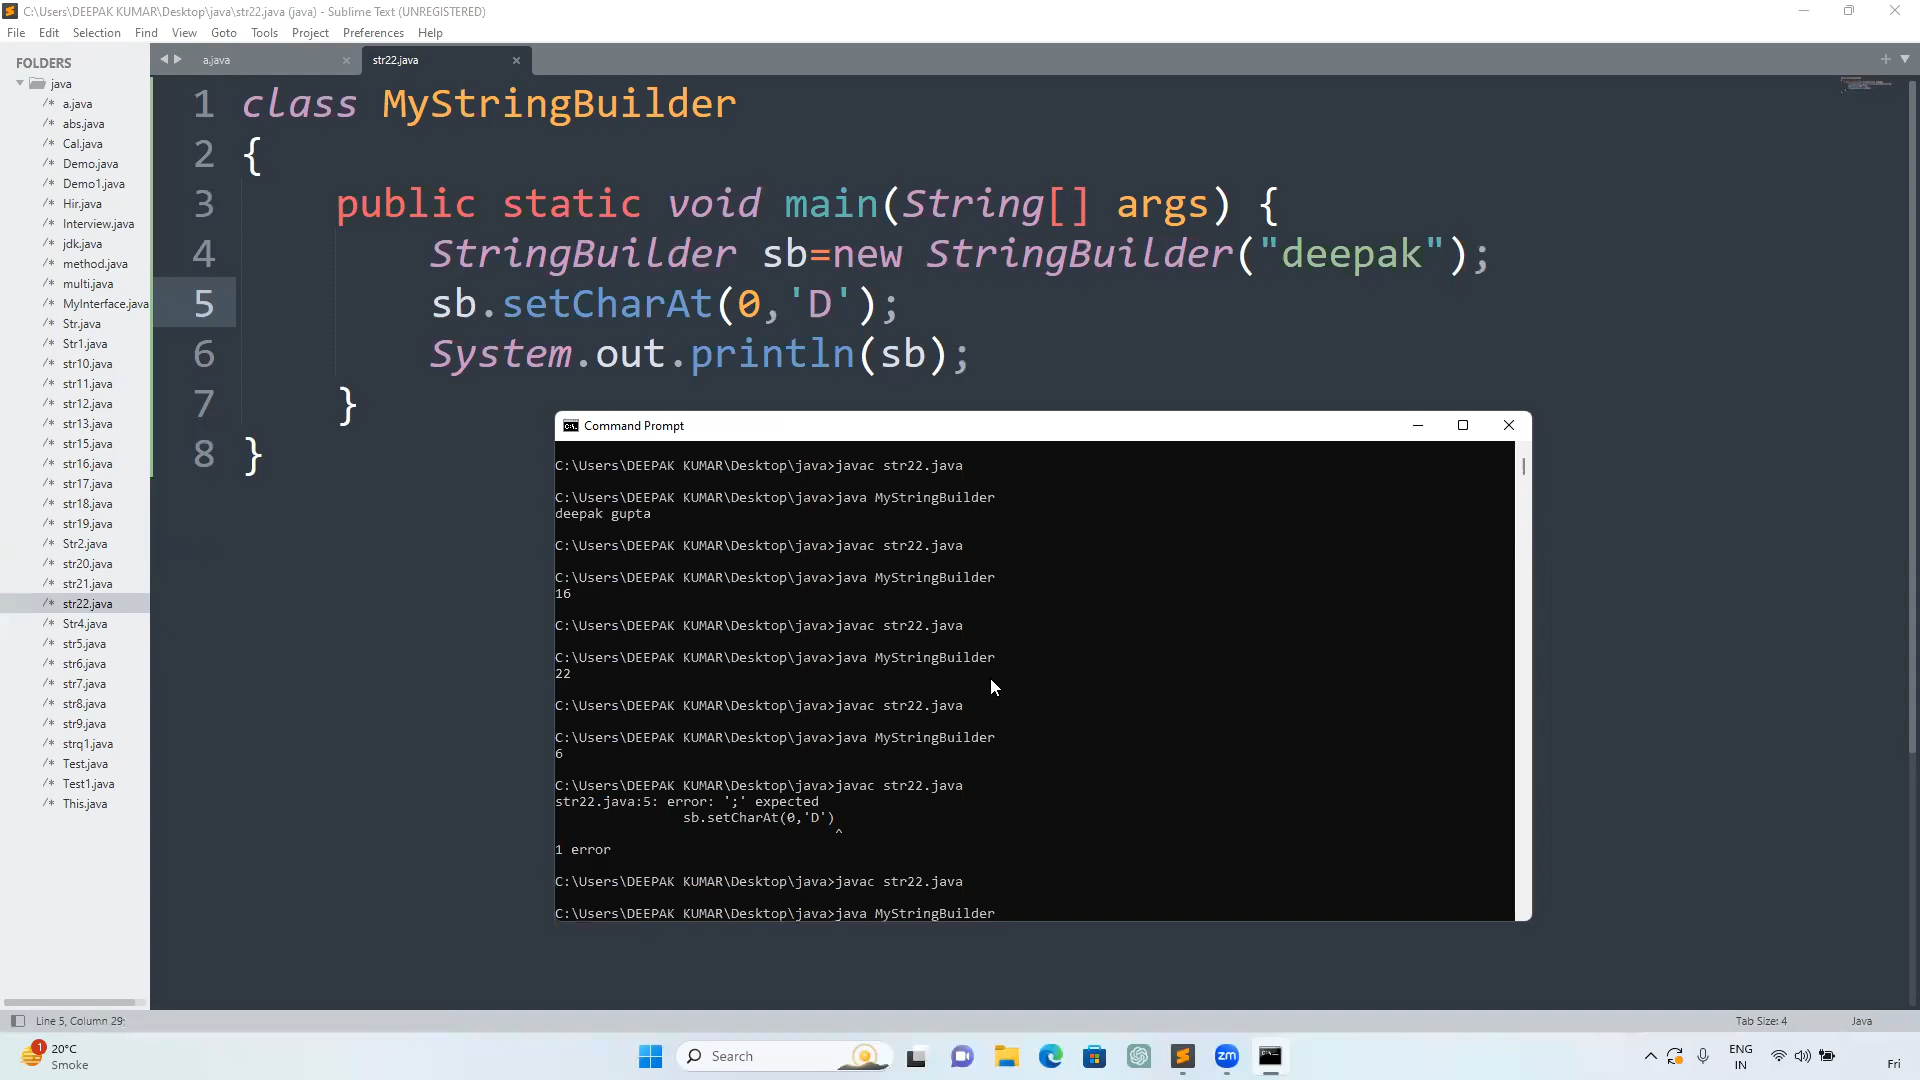 C:\Users\DEEPAK KUMAR\Desktop\java\str22.java (java) - Sublime Text (UNREGISTERED)
File Edit Selection Find View Goto Tools Project Preferences Help
FOLDERS
java
a.java
abs.java
Cal.java
Demo.java
Demo1.java
Hir.java
Interview.java
jdk.java
method.java
multi.java
MyInterface.java
Str.java
Str1.java
str10.java
str11.java
str12.java
str13.java
str15.java
str16.java
str17.java
str18.java
str19.java
Str2.java
str20.java
str21.java
str22.java
Str4.java
str5.java
str6.java
str7.java
str8.java
str9.java
strq1.java
Test.java
Test1.java
This.java
a.java
str22.java
1 class MyStringBuilder
2 {
3 public static void main(String[] args) {
4 StringBuilder sb=new StringBuilder("deepak");
5 sb.setCharAt(0,'D');
6 System.out.println(sb);
7 }
8 }
Command Prompt
C:\Users\DEEPAK KUMAR\Desktop\java>javac str22.java
C:\Users\DEEPAK KUMAR\Desktop\java>java MyStringBuilder
deepak gupta
C:\Users\DEEPAK KUMAR\Desktop\java>javac str22.java
C:\Users\DEEPAK KUMAR\Desktop\java>java MyStringBuilder
16
C:\Users\DEEPAK KUMAR\Desktop\java>javac str22.java
C:\Users\DEEPAK KUMAR\Desktop\java>java MyStringBuilder
22
C:\Users\DEEPAK KUMAR\Desktop\java>javac str22.java
C:\Users\DEEPAK KUMAR\Desktop\java>java MyStringBuilder
6
C:\Users\DEEPAK KUMAR\Desktop\java>javac str22.java
str22.java:5: error: ';' expected
sb.setCharAt(0,'D')
^
1 error
C:\Users\DEEPAK KUMAR\Desktop\java>javac str22.java
C:\Users\DEEPAK KUMAR\Desktop\java>java MyStringBuilder
Line 5, Column 29;
Tab Size: 4
Java
1
20°C
Smoke
Search
zm
ENG
IN
Fri